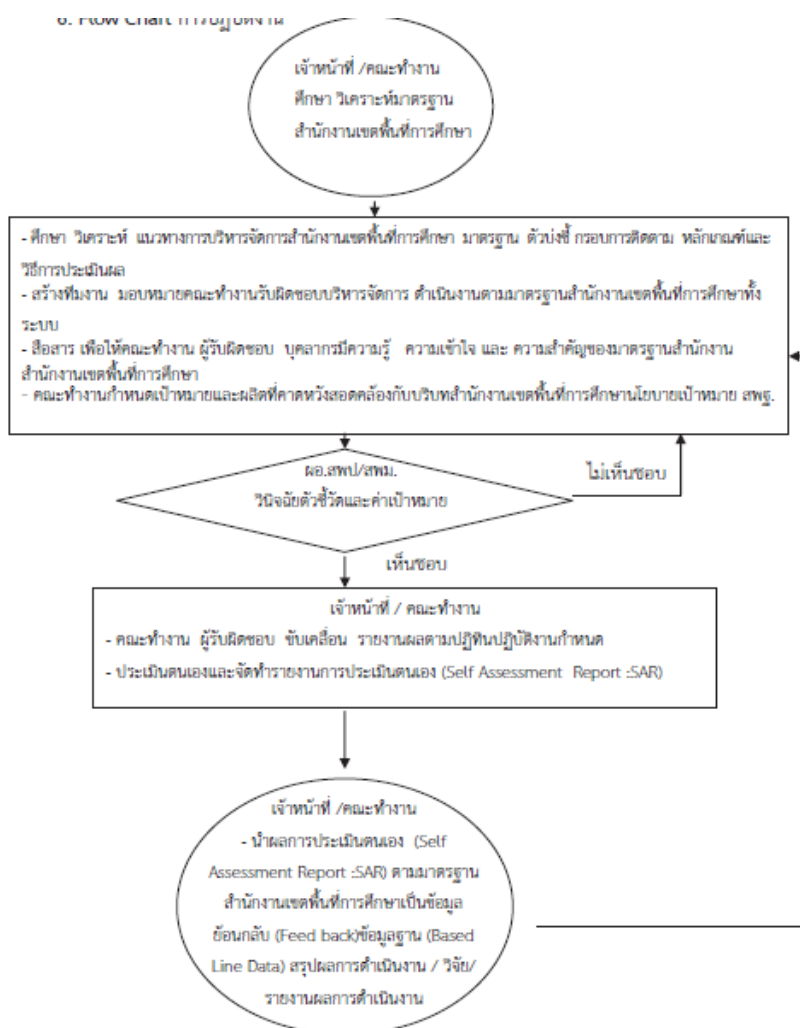 6. Flow Chart การปฏิบัติงาน
เจ้าหน้าที่ /คณะทำงาน
ศึกษา วิเคราะห์มาตรฐาน
สำนักงานเขตพื้นที่การศึกษา
- ศึกษา วิเคราะห์ แนวทางการบริหารจัดการสำนักงานเขตพื้นที่การศึกษา มาตรฐาน ตัวบ่งชี้ กรอบการติดตาม หลักเกณฑ์และ
วิธีการประเมินผล
- สร้างทีมงาน มอบหมายคณะทำงานรับผิดชอบบริหารจัดการ ดำเนินงานตามมาตรฐานสำนักงานเขตพื้นที่การศึกษาทั้ง
ระบบ
- สื่อสาร เพื่อให้คณะทำงาน ผู้รับผิดชอบ บุคลากรมีความรู้ ความเข้าใจ และ ความสำคัญของมาตรฐานสำนักงาน
สำนักงานเขตพื้นที่การศึกษา
- คณะทำงานกำหนดเป้าหมายและผลิตที่คาดหวังสอดคล้องกับบริบทสำนักงานเขตพื้นที่การศึกษานโยบายเป้าหมาย สพฐ.
ผอ.สพป/สพม.
วินิจฉัยตัวชี้วัดและค่าเป้าหมาย
ไม่เห็นชอบ
เห็นชอบ
เจ้าหน้าที่ / คณะทำงาน
- คณะทำงาน ผู้รับผิดชอบ ขับเคลื่อน รายงานผลตามปฏิทินปฏิบัติงานกำหนด
- ประเมินตนเองและจัดทำรายงานการประเมินตนเอง (Self Assessment Report :SAR)
เจ้าหน้าที่ /คณะทำงาน
- นำผลการประเมินตนเอง (Self
Assessment Report :SAR) ตามมาตรฐาน
สำนักงานเขตพื้นที่การศึกษาเป็นข้อมูล
ย้อนกลับ (Feed back)ข้อมูลฐาน (Based
Line Data) สรุปผลการดำเนินงาน / วิจัย/
รายงานผลการดำเนินงาน